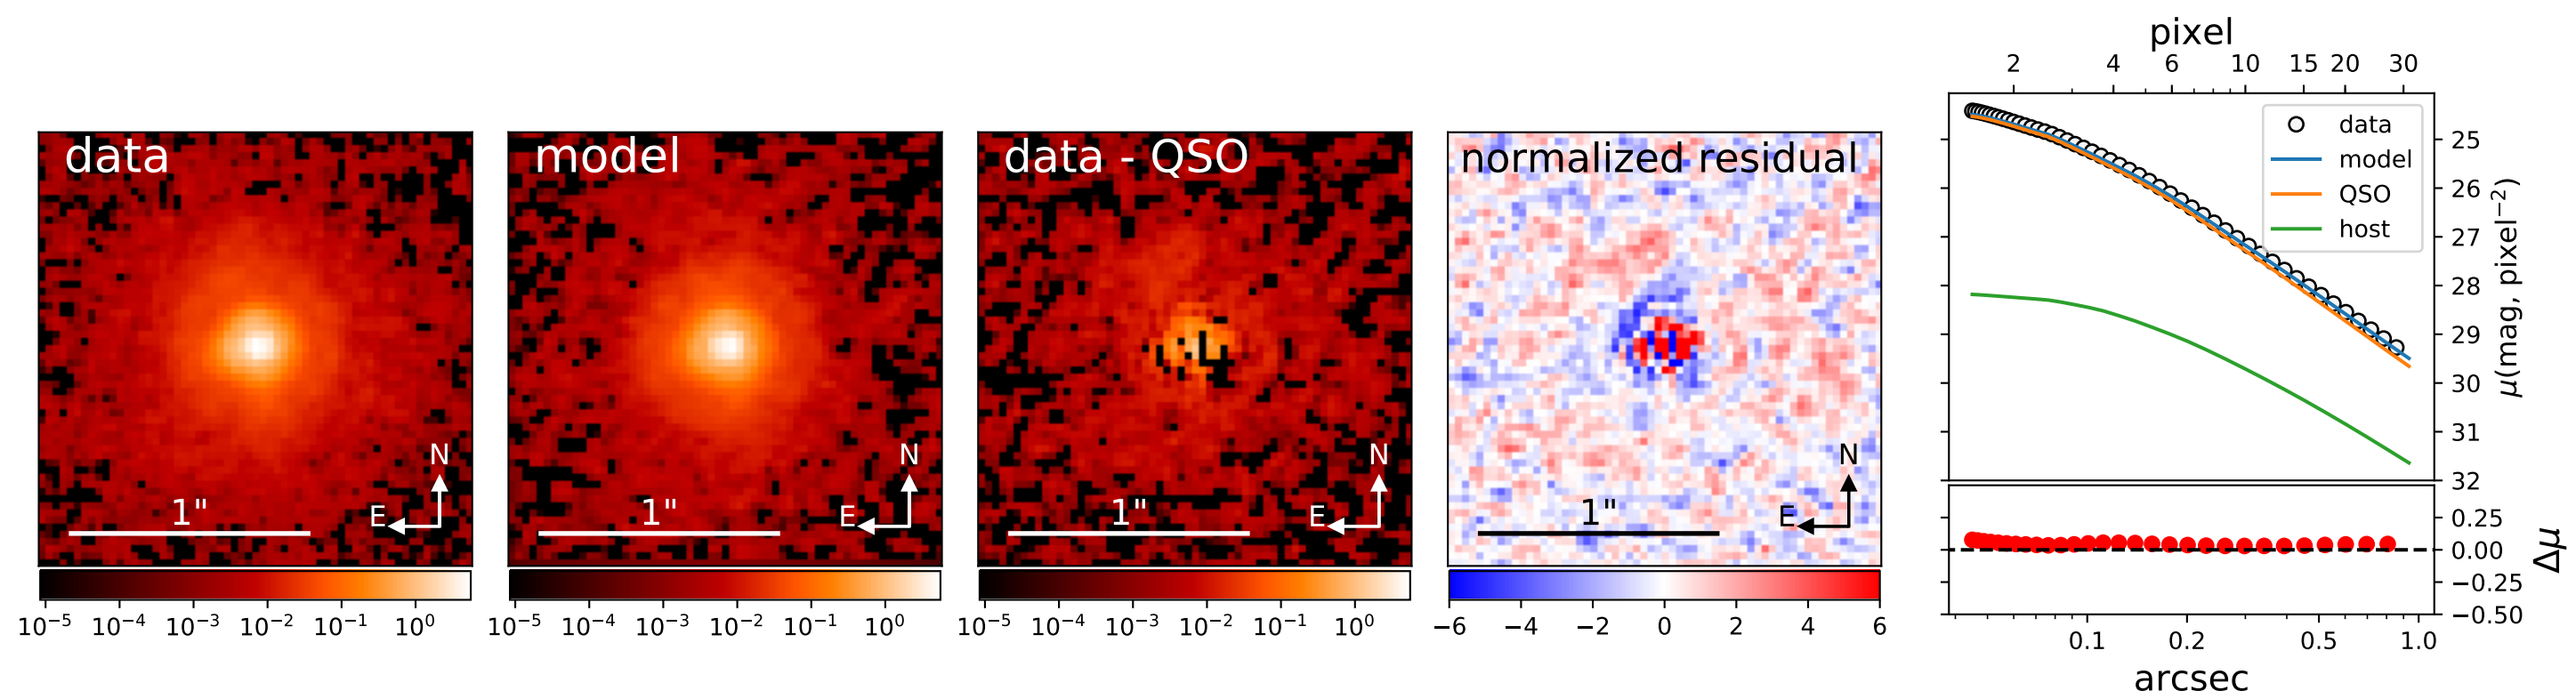 data
N
E
1"
10⁻⁵ 10⁻⁴ 10⁻³ 10⁻² 10⁻¹ 10⁰
model
N
E
1"
10⁻⁵ 10⁻⁴ 10⁻³ 10⁻² 10⁻¹ 10⁰
data - QSO
N
E
1"
10⁻⁵ 10⁻⁴ 10⁻³ 10⁻² 10⁻¹ 10⁰
normalized residual
N
E
1"
−6 −4 −2 0 2 4 6
pixel
2 4 6 10 15 20 30
data
model
QSO
host
25
26
27
28
29
30
31
32
μ(mag, pixel⁻²)
0.25
0.00
−0.25
−0.50
Δμ
0.1 0.2 0.5 1.0
arcsec